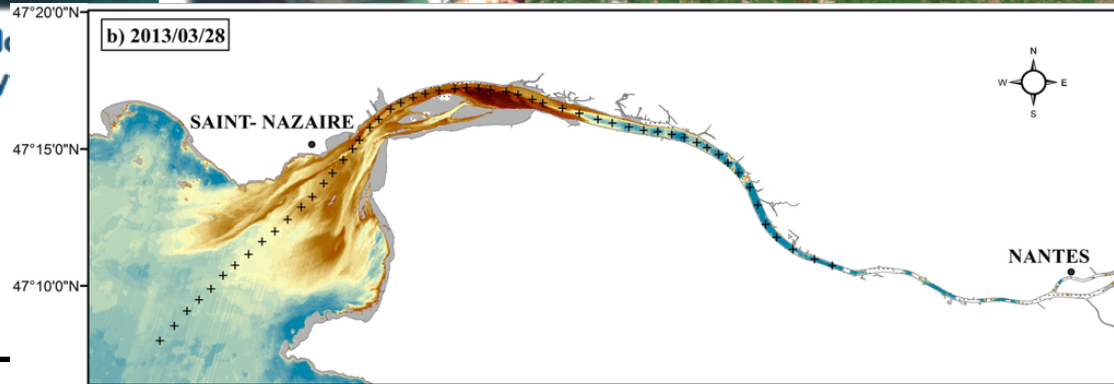 47°20'0"N
b) 2013/03/28
N
W E
S
SAINT- NAZAIRE
47°15'0"N
NANTES
47°10'0"N